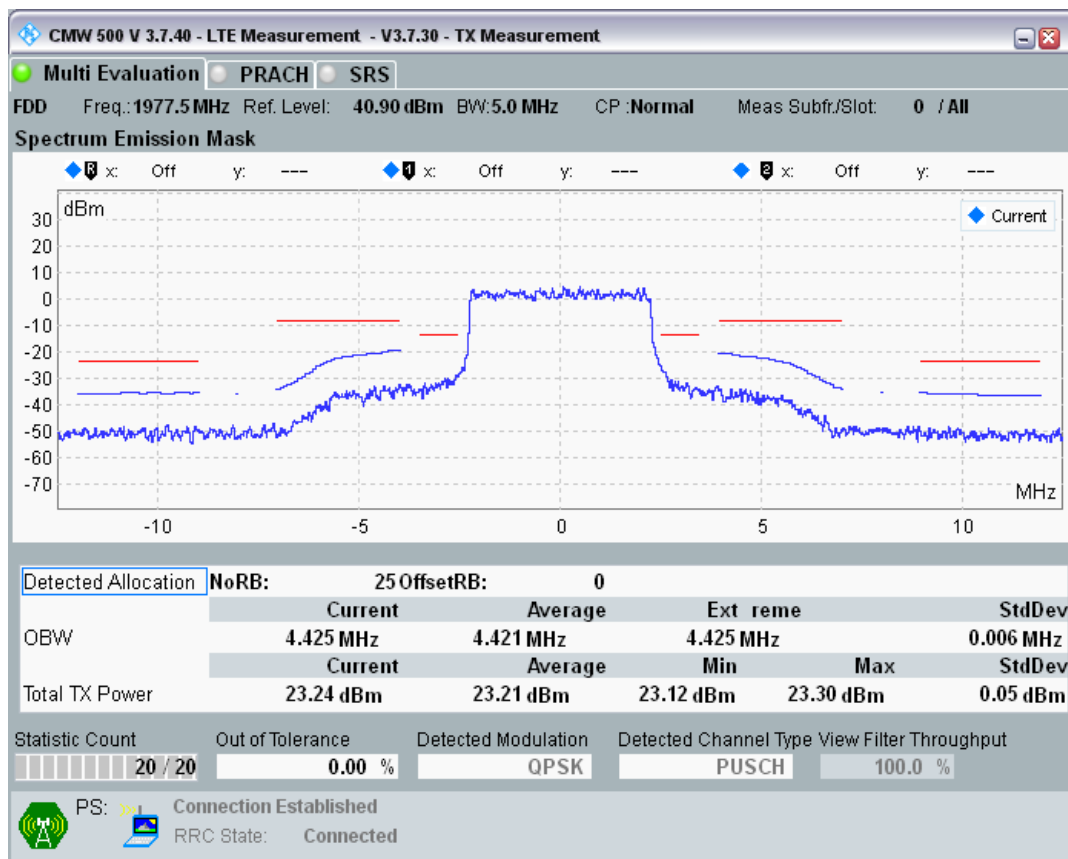 CMW 500 V 3.7.40 - LTE Measurement - V3.7.30 - TX Measurement
Multi Evaluation PRACH SRS
FDD Freq.: 1977.5 MHz Ref. Level: 40.90 dBm BW: 5.0 MHz CP : Normal Meas Subfr./Slot: 0 / All
Spectrum Emission Mask
R x: Off y: --- 1 x: Off y: --- 2 x: Off y: ---
dBm
Current
30
20
10
0
-10
-20
-30
-40
-50
-60
-70
MHz
-10 -5 0 5 10
Detected Allocation NoRB: 25 OffsetRB: 0
Current Average Ext reme StdDev
OBW 4.425 MHz 4.421 MHz 4.425 MHz 0.006 MHz
Current Average Min Max StdDev
Total TX Power 23.24 dBm 23.21 dBm 23.12 dBm 23.30 dBm 0.05 dBm
Statistic Count Out of Tolerance Detected Modulation Detected Channel Type View Filter Throughput
20 / 20 0.00 % QPSK PUSCH 100.0 %
PS: Connection Established
RRC State: Connected